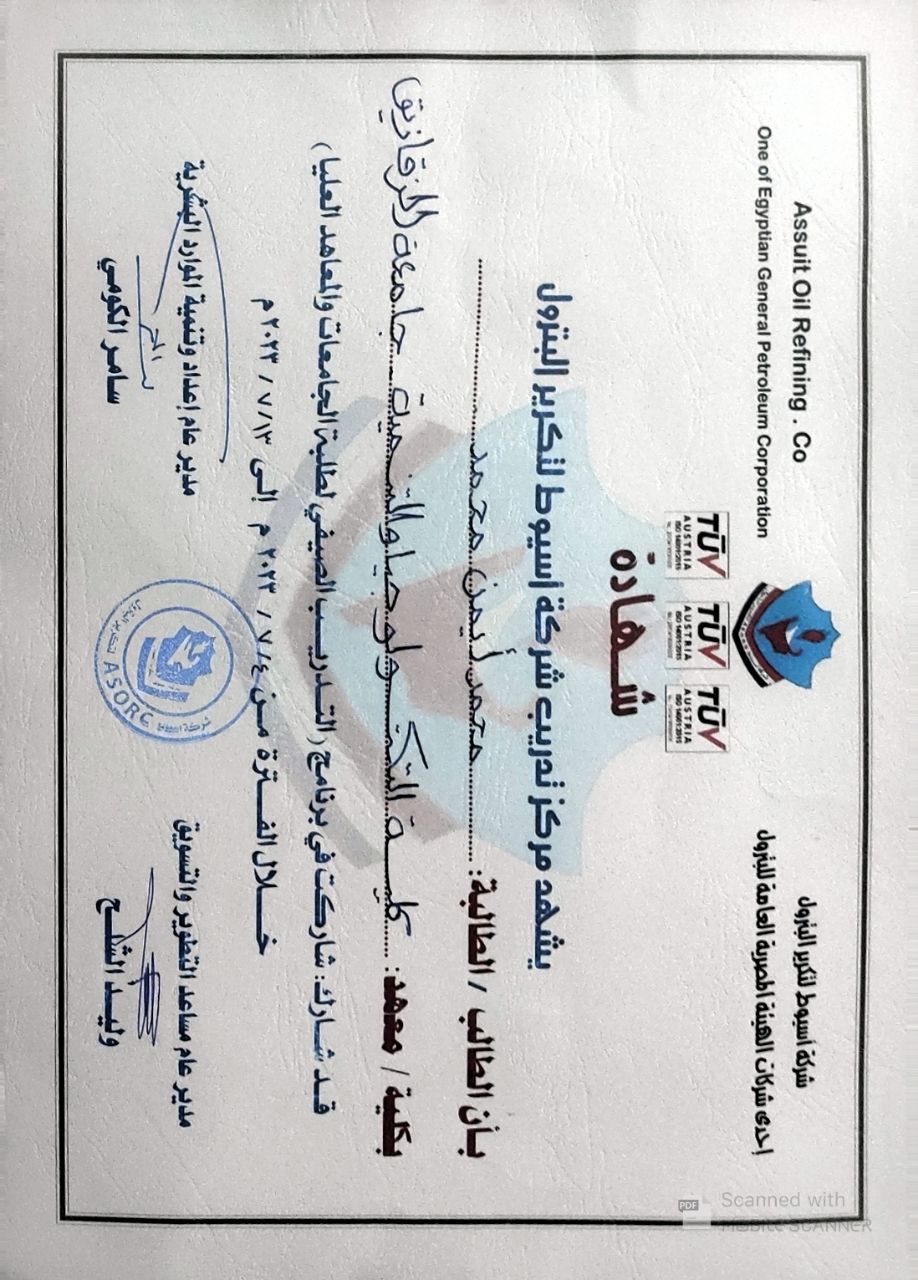 Assuit Oil Refining . Co
One of Egyptian General Petroleum Corporation
شركة أسيوط لتكرير البترول
إحدى شركات الهيئة المصرية العامة للبترول
TÜV TÜV TÜV
AUSTRIA AUSTRIA AUSTRIA
ISO 14001:2015 ISO 14001:2015 ISO 14001:2015
شهادة
يشهد مركز تدريب شركة أسيوط لتكرير البترول
بأن الطالب / الطالبة: محمد أيمن محمد
بكلية / معهد: كلية التكنولوجيا والتنمية - جامعة الزقازيق
قد شارك: شاركت في برنامج (التدريب الصيفي لطلبة الجامعات والمعاهد العليا)
خلال الفترة من ٢٠٢٣ / ٧ / ٤ م إلى ٢٠٢٣ / ٧ / ١٣ م
مدير عام مساعد التطوير والتسويق
وليد الشلح
مدير عام إعداد وتنمية الموارد البشرية
سامر الكومي
شركة أسيوط لتكرير البترول
ASORC
Scanned with
PDF